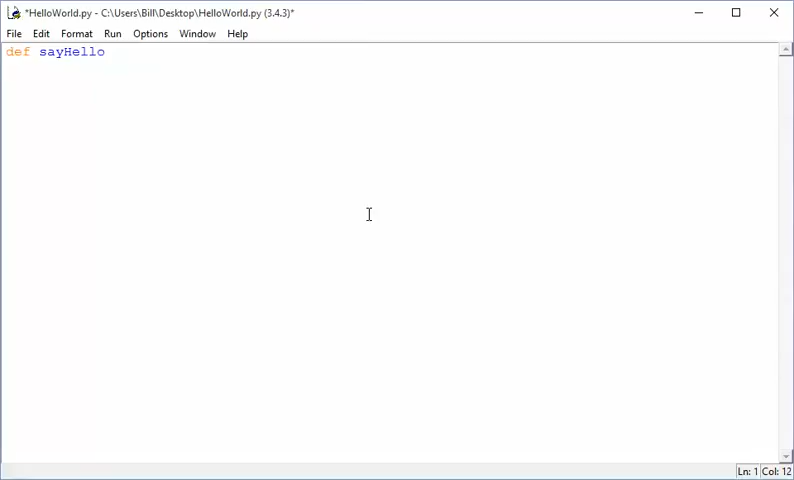 *HelloWorld.py - C:\Users\Bill\Desktop\HelloWorld.py (3.4.3)*
File Edit Format Run Options Window Help
def sayHello
Ln: 1 Col: 12